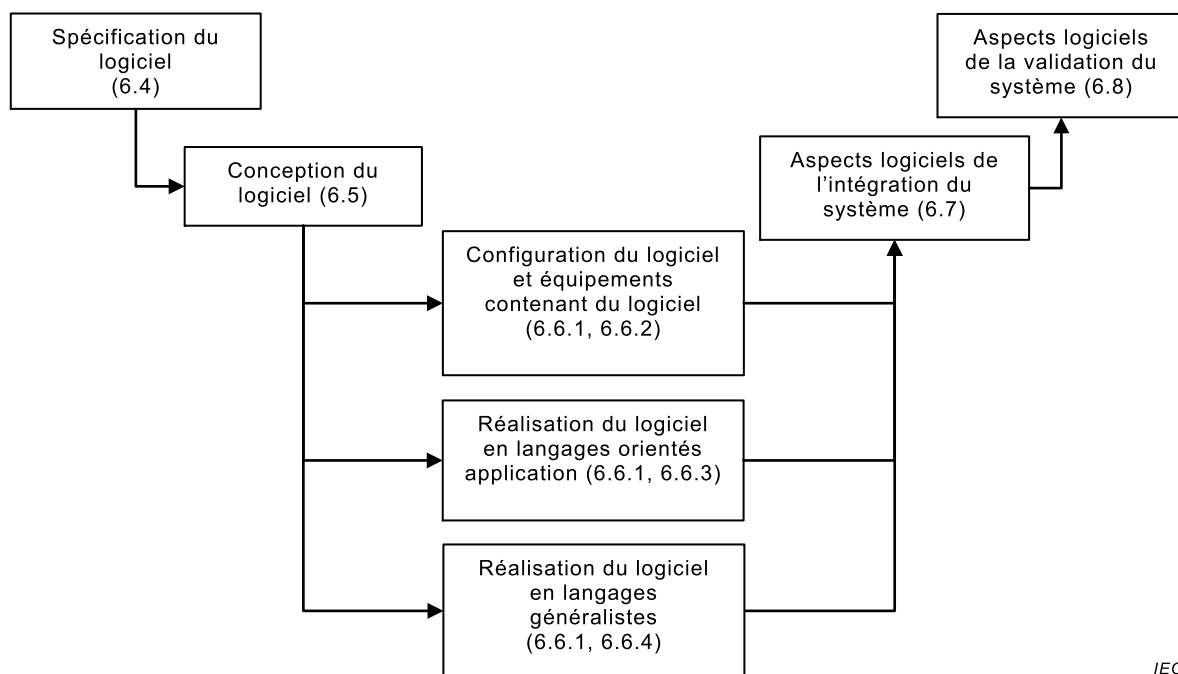 Spécification du
logiciel
(6.4)
Aspects logiciels
de la validation du
système (6.8)
Conception du
logiciel (6.5)
Aspects logiciels de
l’intégration du
système (6.7)
Configuration du logiciel
et équipements
contenant du logiciel
(6.6.1, 6.6.2)
Réalisation du logiciel
en langages orientés
application (6.6.1, 6.6.3)
Réalisation du logiciel
en langages
généralistes
(6.6.1, 6.6.4)
IEC